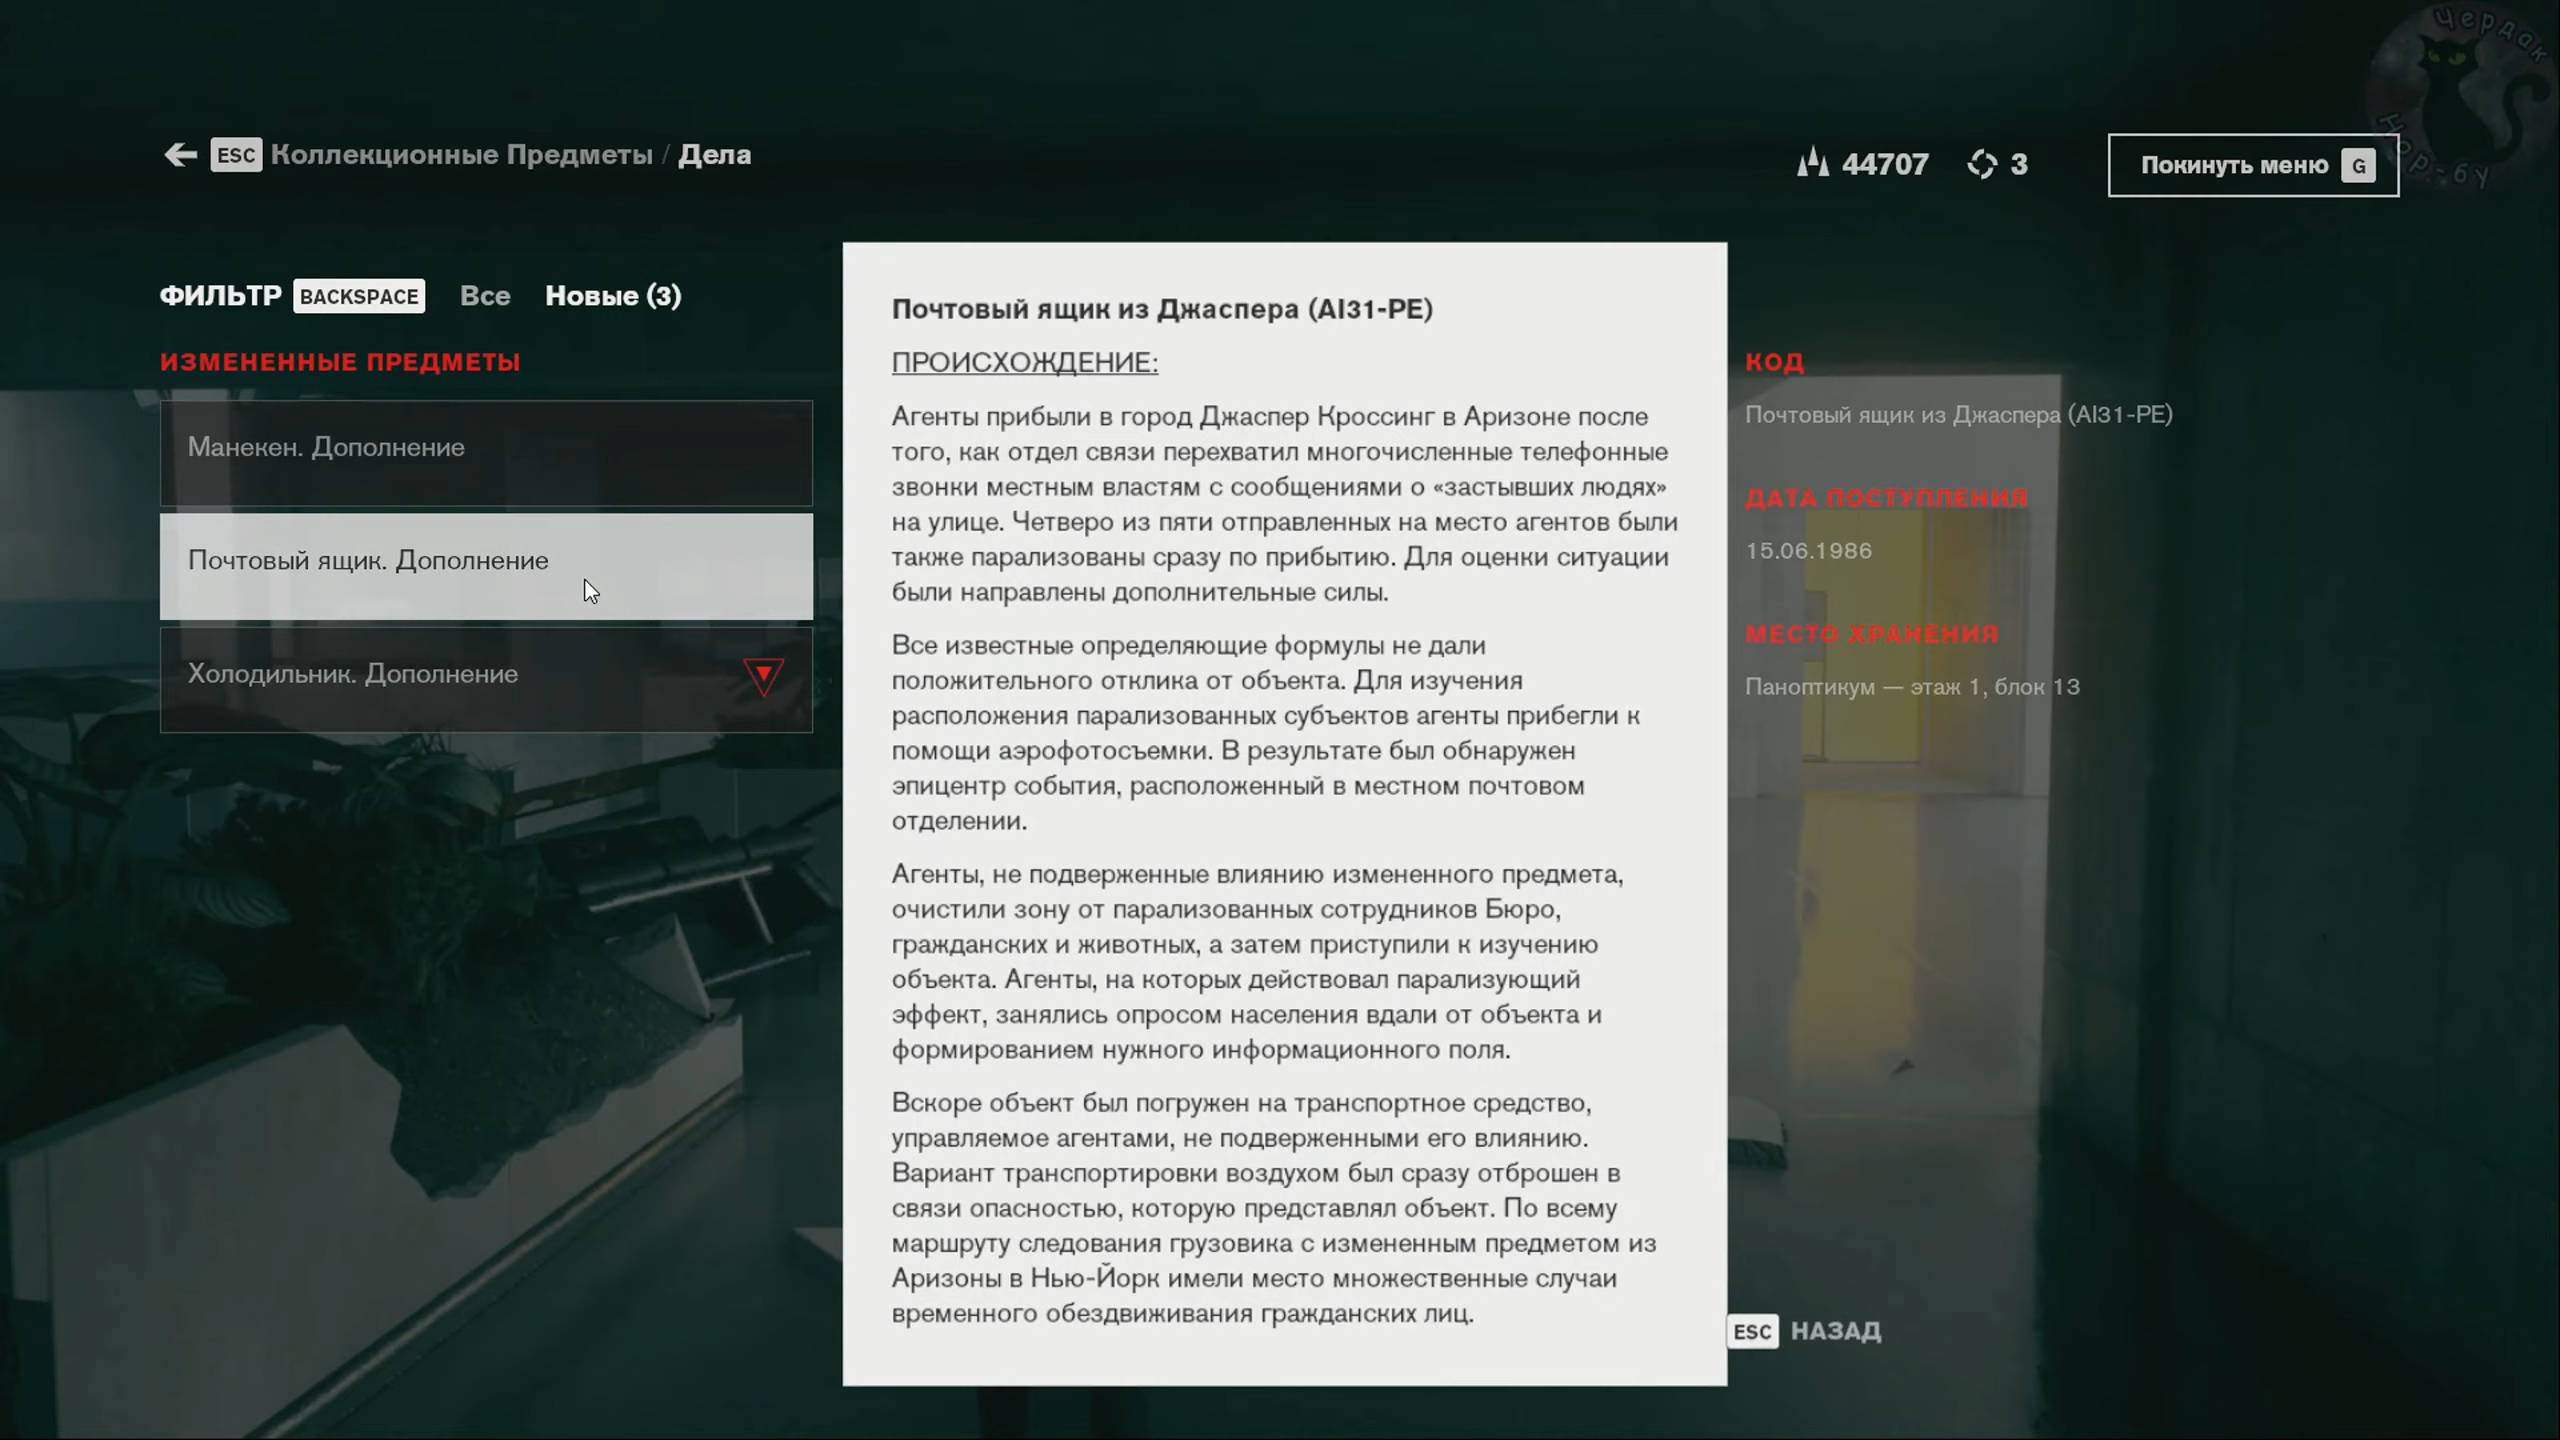 Чердак
Нор-бу
ESC Коллекционные Предметы / Дела
44707 3
Покинуть меню G
ФИЛЬТР BACKSPACE Все Новые (3)
ИЗМЕНЕННЫЕ ПРЕДМЕТЫ
Манекен. Дополнение
Почтовый ящик. Дополнение
Холодильник. Дополнение
Почтовый ящик из Джаспера (AI31-PE)
ПРОИСХОЖДЕНИЕ:
Агенты прибыли в город Джаспер Кроссинг в Аризоне после
того, как отдел связи перехватил многочисленные телефонные
звонки местным властям с сообщениями о «застывших людях»
на улице. Четверо из пяти отправленных на место агентов были
также парализованы сразу по прибытию. Для оценки ситуации
были направлены дополнительные силы.
Все известные определяющие формулы не дали
положительного отклика от объекта. Для изучения
расположения парализованных субъектов агенты прибегли к
помощи аэрофотосъемки. В результате был обнаружен
эпицентр события, расположенный в местном почтовом
отделении.
Агенты, не подверженные влиянию измененного предмета,
очистили зону от парализованных сотрудников Бюро,
гражданских и животных, а затем приступили к изучению
объекта. Агенты, на которых действовал парализующий
эффект, занялись опросом населения вдали от объекта и
формированием нужного информационного поля.
Вскоре объект был погружен на транспортное средство,
управляемое агентами, не подверженными его влиянию.
Вариант транспортировки воздухом был сразу отброшен в
связи опасностью, которую представлял объект. По всему
маршруту следования грузовика с измененным предметом из
Аризоны в Нью-Йорк имели место множественные случаи
временного обездвиживания гражданских лиц.
КОД
Почтовый ящик из Джаспера (AI31-PE)
ДАТА ПОСТУПЛЕНИЯ
15.06.1986
МЕСТО ХРАНЕНИЯ
Паноптикум — этаж 1, блок 13
ESC НАЗАД